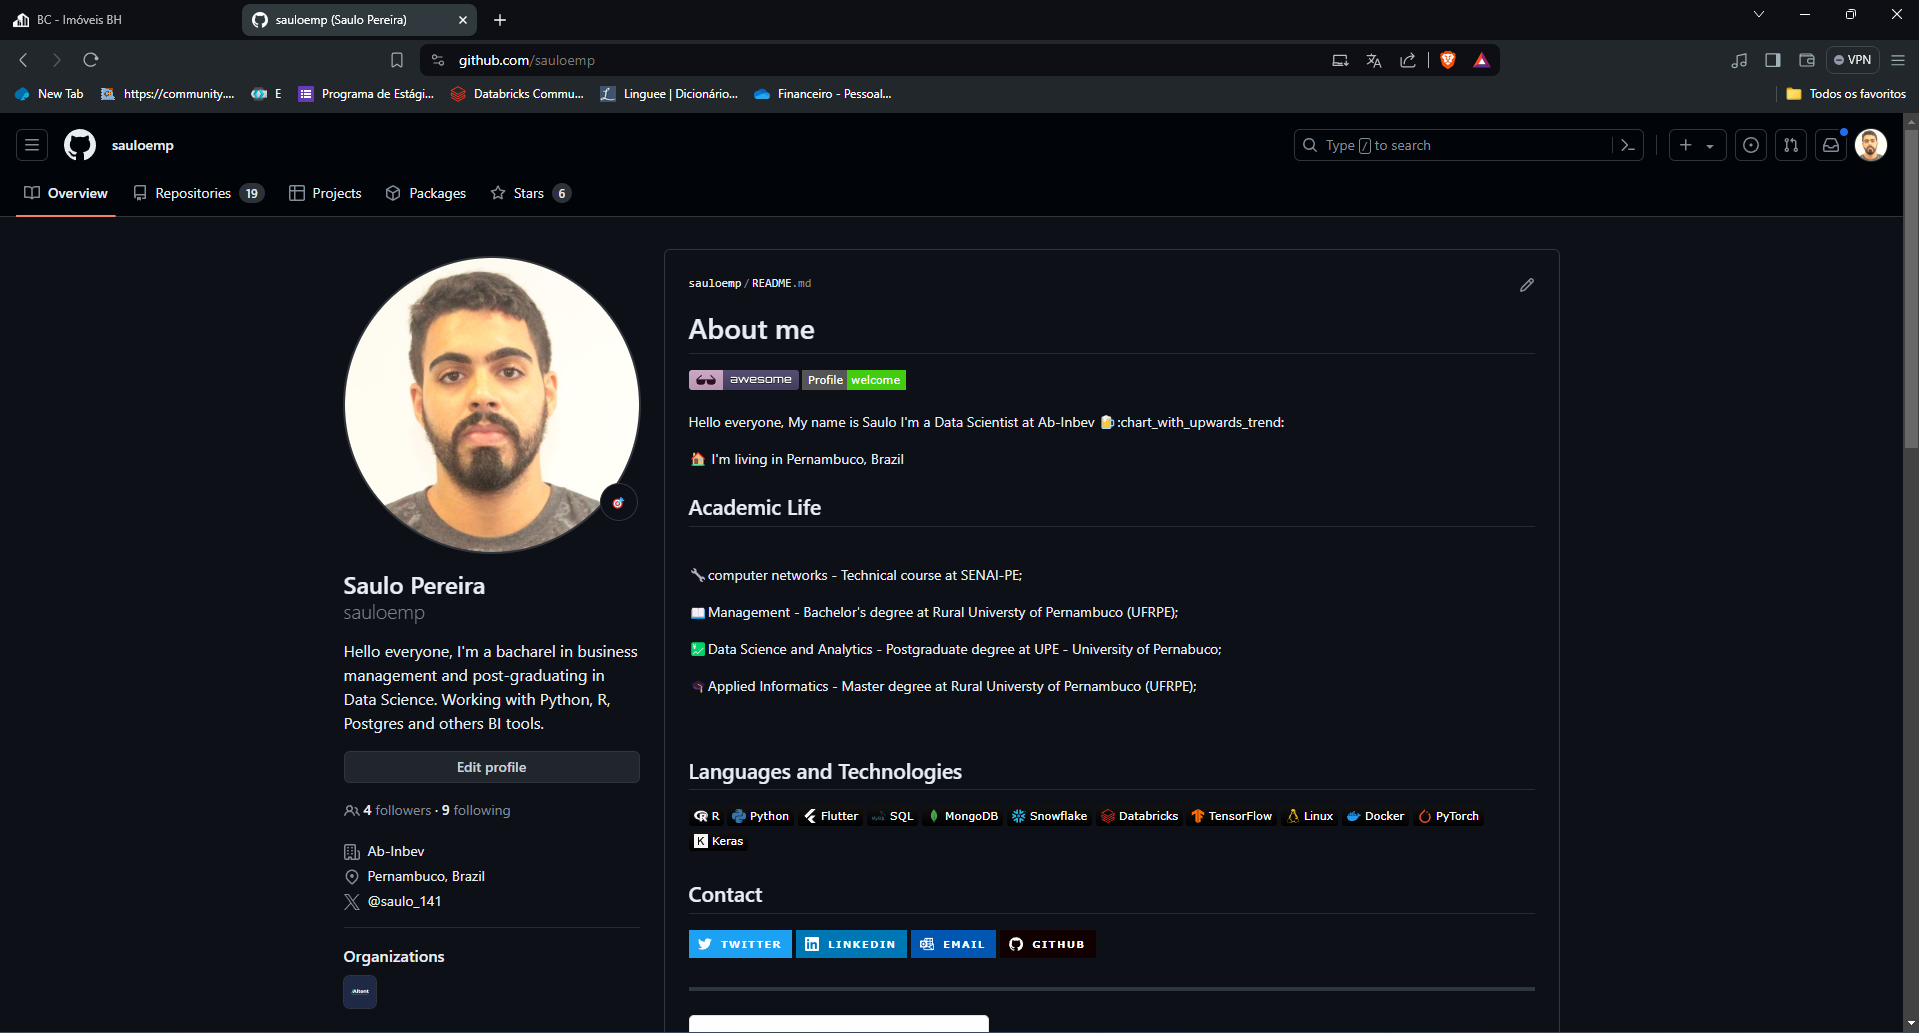 BC - Imóveis BH
sauloemp (Saulo Pereira)
github.com/sauloemp
VPN
New Tab
https://community....
E
Programa de Estági...
Databricks Commu...
Linguee | Dicionário...
Financeiro - Pessoal...
Todos os favoritos
sauloemp
Type / to search
Overview
Repositories 19
Projects
Packages
Stars 6
Saulo Pereira
sauloemp
Hello everyone, I'm a bacharel in business
management and post-graduating in
Data Science. Working with Python, R,
Postgres and others BI tools.
Edit profile
4 followers · 9 following
Ab-Inbev
Pernambuco, Brazil
@saulo_141
Organizations
sauloemp/README.md
About me
awesome
Profile welcome
Hello everyone, My name is Saulo I'm a Data Scientist at Ab-Inbev 🍺:chart_with_upwards_trend:
🏠 I'm living in Pernambuco, Brazil
Academic Life
🔧computer networks - Technical course at SENAI-PE;
📖Management - Bachelor's degree at Rural Universty of Pernambuco (UFRPE);
💹Data Science and Analytics - Postgraduate degree at UPE - University of Pernabuco;
🎓Applied Informatics - Master degree at Rural Universty of Pernambuco (UFRPE);
Languages and Technologies
R Python Flutter SQL MongoDB Snowflake Databricks TensorFlow Linux Docker PyTorch
K Keras
Contact
TWITTER LINKEDIN EMAIL GITHUB